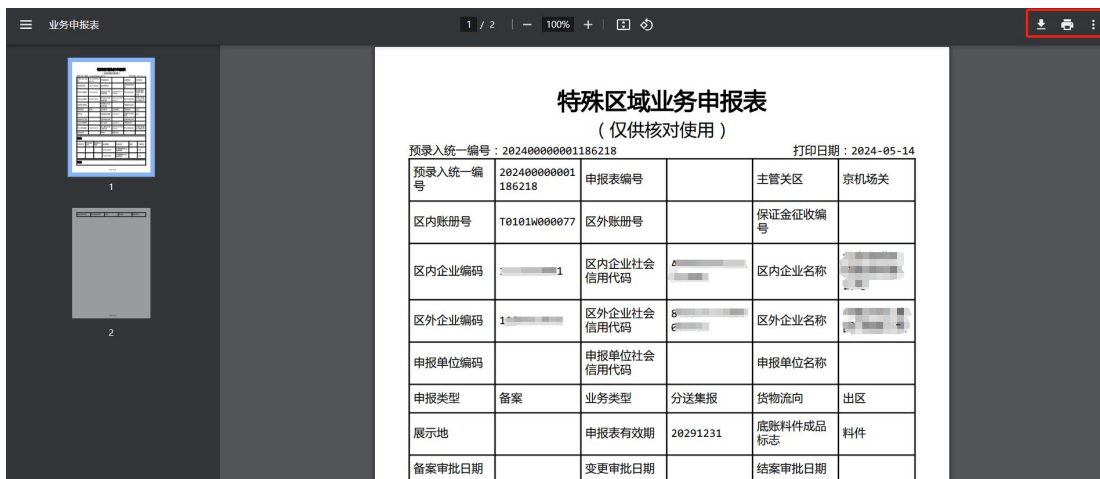 业务申报表
1 / 2
100%
1
2
特殊区域业务申报表
（仅供核对使用）
预录入统一编号：202400000001186218 打印日期：2024-05-14
预录入统一编号 202400000001186218 申报表编号 主管关区 京机场关
区内账册号 T0101W000077 区外账册号 保证金征收编号
区内企业编码 1 区内企业社会信用代码 区内企业名称
区外企业编码 1 区外企业社会信用代码 8 区外企业名称
申报单位编码 申报单位社会信用代码 申报单位名称
申报类型 备案 业务类型 分送集报 货物流向 出区
展示地 申报表有效期 20291231 底账料件成品标志 料件
备案审批日期 变更审批日期 结案审批日期